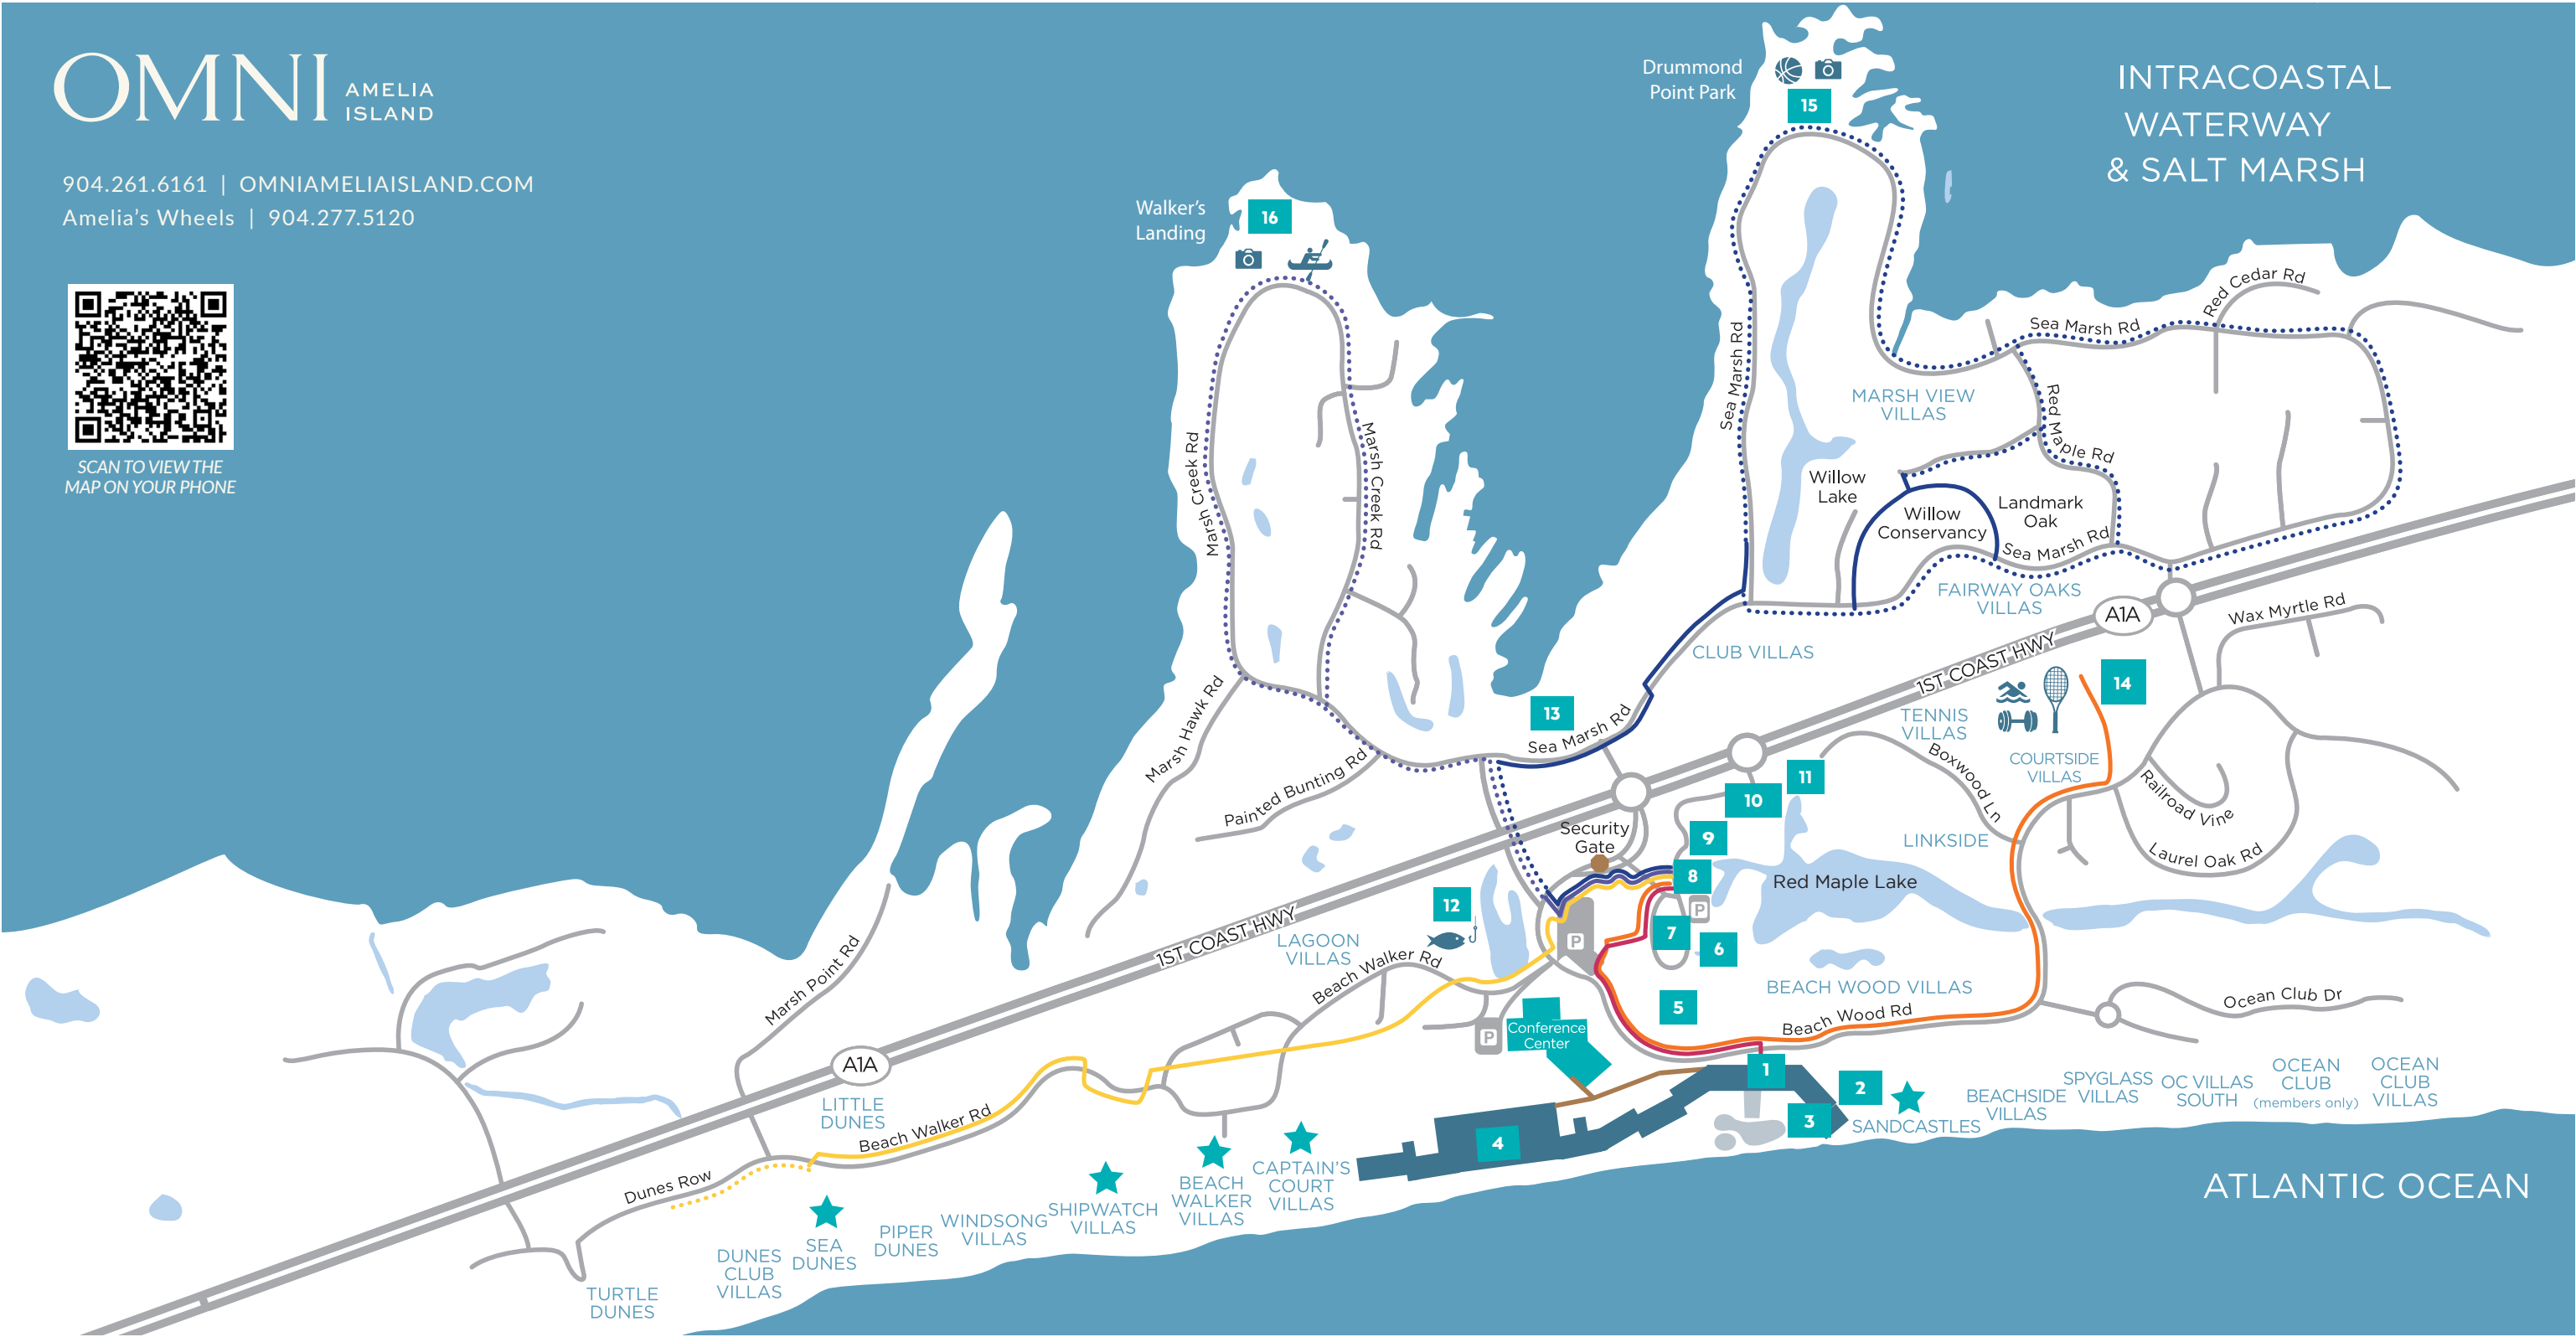 OMNI AMELIA
ISLAND
904.261.6161 | OMNIAMELIAISLAND.COM
Amelia's Wheels | 904.277.5120
SCAN TO VIEW THE
MAP ON YOUR PHONE
INTRACOASTAL
WATERWAY
& SALT MARSH
Drummond
Point Park
15
Walker's
Landing
16
Red Cedar Rd
Sea Marsh Rd
Sea Marsh Rd
MARSH VIEW
VILLAS
Red Maple Rd
Marsh Creek Rd
Marsh Creek Rd
Willow
Lake
Willow
Conservancy
Landmark
Oak
Sea Marsh Rd
FAIRWAY OAKS
VILLAS
A1A
Wax Myrtle Rd
1ST COAST HWY
CLUB VILLAS
14
TENNIS
VILLAS
COURTSIDE
VILLAS
Boxwood Ln
Railroad Vine
Laurel Oak Rd
LINKSIDE
13
Sea Marsh Rd
Marsh Hawk Rd
Painted Bunting Rd
11
10
9
Security
Gate
8
Red Maple Lake
P
7
6
P
12
LAGOON
VILLAS
1ST COAST HWY
Beach Walker Rd
Marsh Point Rd
5
BEACH WOOD VILLAS
Beach Wood Rd
Ocean Club Dr
P
Conference
Center
A1A
LITTLE
DUNES
Beach Walker Rd
Dunes Row
1
2
3
4
SANDCASTLES
BEACHSIDE
VILLAS
SPYGLASS
VILLAS
OC VILLAS
SOUTH
OCEAN
CLUB
(members only)
OCEAN
CLUB
VILLAS
CAPTAIN'S
COURT
VILLAS
BEACH
WALKER
VILLAS
SHIPWATCH
VILLAS
WINDSONG
VILLAS
PIPER
DUNES
SEA
DUNES
DUNES
CLUB
VILLAS
TURTLE
DUNES
ATLANTIC OCEAN